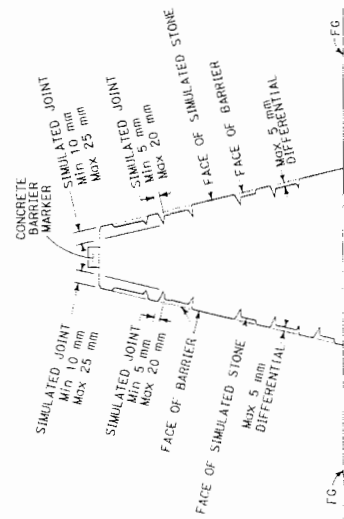 CONCRETE
BARRIER
MARKER
SIMULATED JOINT
Min 10 mm
Max 25 mm
SIMULATED JOINT
Min 5 mm
Max 20 mm
FACE OF BARRIER
FACE OF SIMULATED STONE
Max 5 mm
DIFFERENTIAL
FG
SIMULATED JOINT
Min 10 mm
Max 25 mm
SIMULATED JOINT
Min 5 mm
Max 20 mm
FACE OF SIMULATED STONE
FACE OF BARRIER
Max 5 mm
DIFFERENTIAL
FG